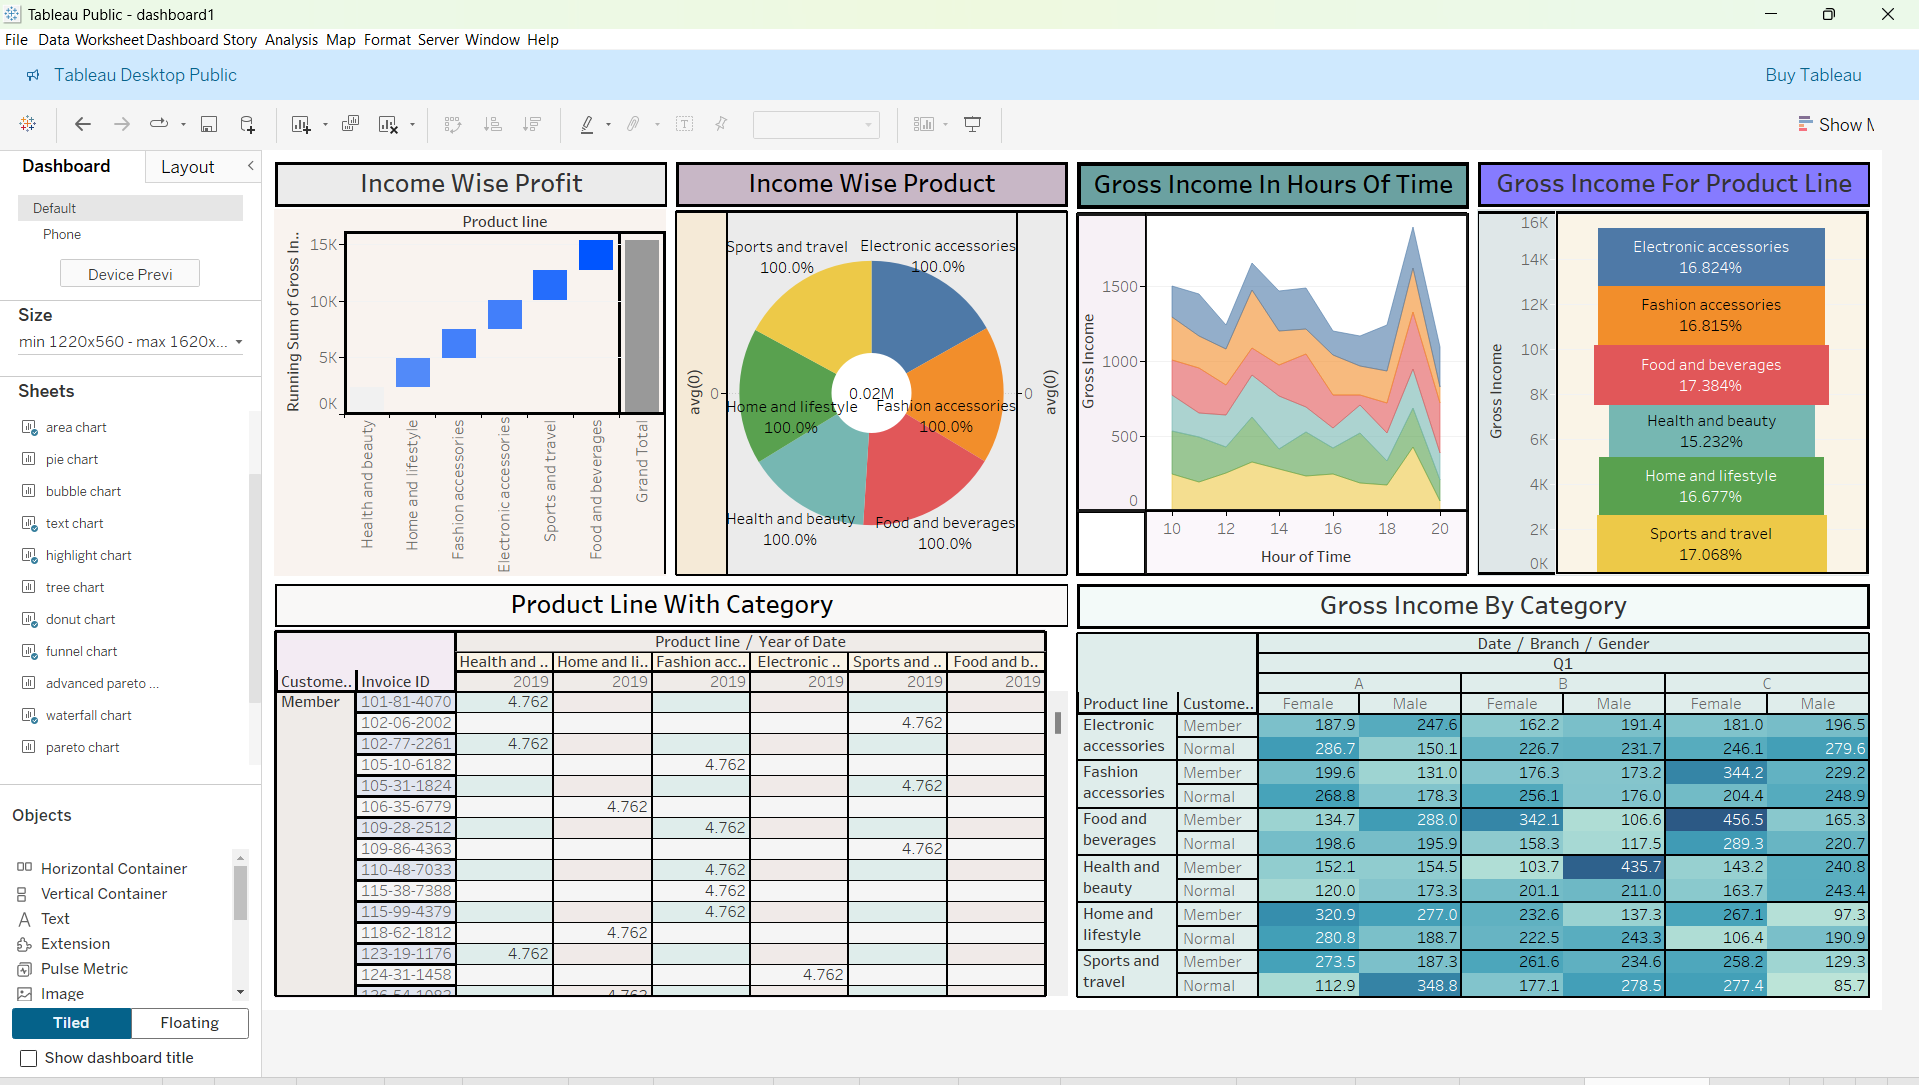 Tableau Public - dashboard1
File Data Worksheet Dashboard Story Analysis Map Format Server Window Help
Tableau Desktop Public
Buy Tableau
Show M
Dashboard
Layout
Default
Phone
Device Previ
Size
min 1220x560 - max 1620x...
Sheets
area chart
pie chart
bubble chart
text chart
highlight chart
tree chart
donut chart
funnel chart
advanced pareto ...
waterfall chart
pareto chart
Objects
Horizontal Container
Vertical Container
Text
Extension
Pulse Metric
Image
Tiled
Floating
Show dashboard title
Income Wise Profit
Product line
Running Sum of Gross In..
15K
10K
5K
0K
Health and beauty
Home and lifestyle
Fashion accessories
Electronic accessories
Sports and travel
Food and beverages
Grand Total
Income Wise Product
avg(0)
0
Sports and travel
100.0%
Electronic accessories
100.0%
0.02M
Home and lifestyle
100.0%
Fashion accessories
100.0%
Health and beauty
100.0%
Food and beverages
100.0%
0
avg(0)
Gross Income In Hours Of Time
Gross Income
1500
1000
500
0
10 12 14 16 18 20
Hour of Time
Gross Income For Product Line
Gross Income
16K
14K
12K
10K
8K
6K
4K
2K
0K
Electronic accessories
16.824%
Fashion accessories
16.815%
Food and beverages
17.384%
Health and beauty
15.232%
Home and lifestyle
16.677%
Sports and travel
17.068%
Product Line With Category
Product line / Year of Date
Health and .. Home and li.. Fashion acc.. Electronic .. Sports and .. Food and b..
Custome.. Invoice ID 2019 2019 2019 2019 2019 2019
Member 101-81-4070 4.762
102-06-2002 4.762
102-77-2261 4.762
105-10-6182 4.762
105-31-1824 4.762
106-35-6779 4.762
109-28-2512 4.762
109-86-4363 4.762
110-48-7033 4.762
115-38-7388 4.762
115-99-4379 4.762
118-62-1812 4.762
123-19-1176 4.762
124-31-1458 4.762
Gross Income By Category
Date / Branch / Gender
Q1
A B C
Product line Custome.. Female Male Female Male Female Male
Electronic accessories Member 187.9 247.6 162.2 191.4 181.0 196.5
Normal 286.7 150.1 226.7 231.7 246.1 279.6
Fashion accessories Member 199.6 131.0 176.3 173.2 344.2 229.2
Normal 268.8 178.3 256.1 176.0 204.4 248.9
Food and beverages Member 134.7 288.0 342.1 106.6 456.5 165.3
Normal 198.6 195.9 158.3 117.5 289.3 220.7
Health and beauty Member 152.1 154.5 103.7 435.7 143.2 240.8
Normal 120.0 173.3 201.1 211.0 163.7 243.4
Home and lifestyle Member 320.9 277.0 232.6 137.3 267.1 97.3
Normal 280.8 188.7 222.5 243.3 106.4 190.9
Sports and travel Member 273.5 187.3 261.6 234.6 258.2 129.3
Normal 112.9 348.8 177.1 278.5 277.4 85.7